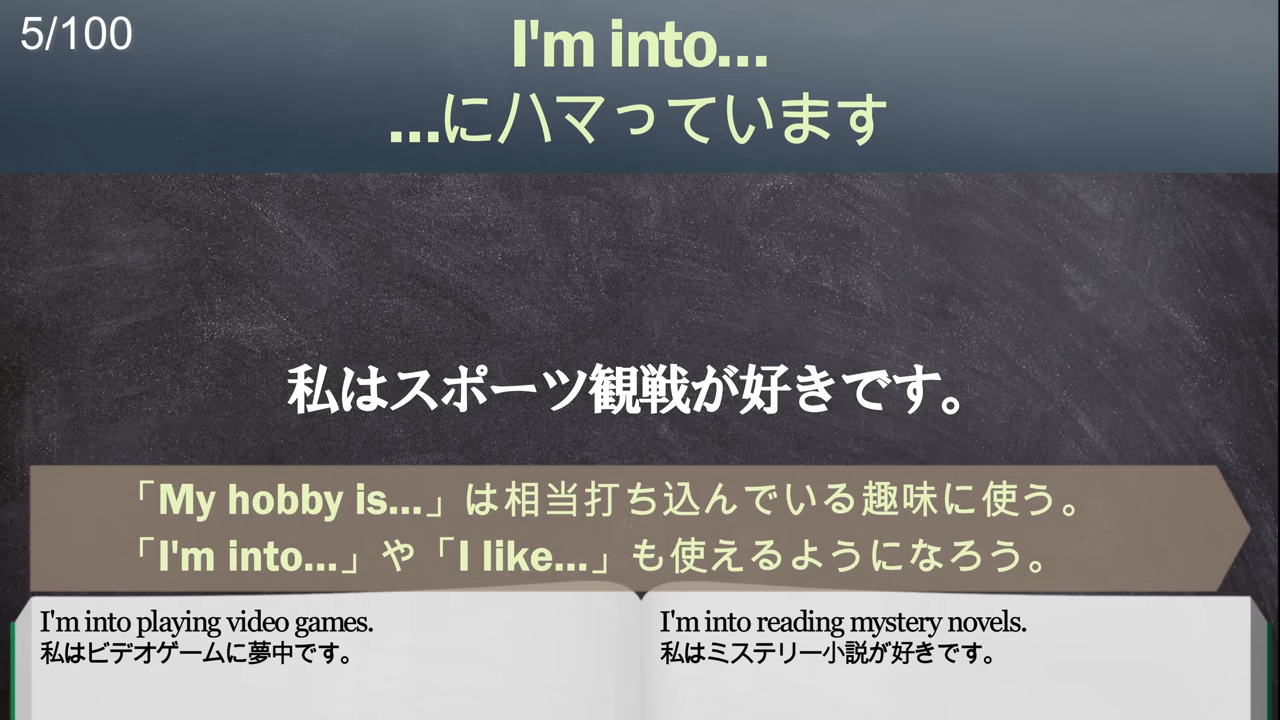 5/100
I'm into...
...にハマっています
私はスポーツ観戦が好きです。
「My hobby is...」は相当打ち込んでいる趣味に使う。
「I'm into...」や「I like...」も使えるようになろう。
I'm into playing video games.
私はビデオゲームに夢中です。
I'm into reading mystery novels.
私はミステリー小説が好きです。